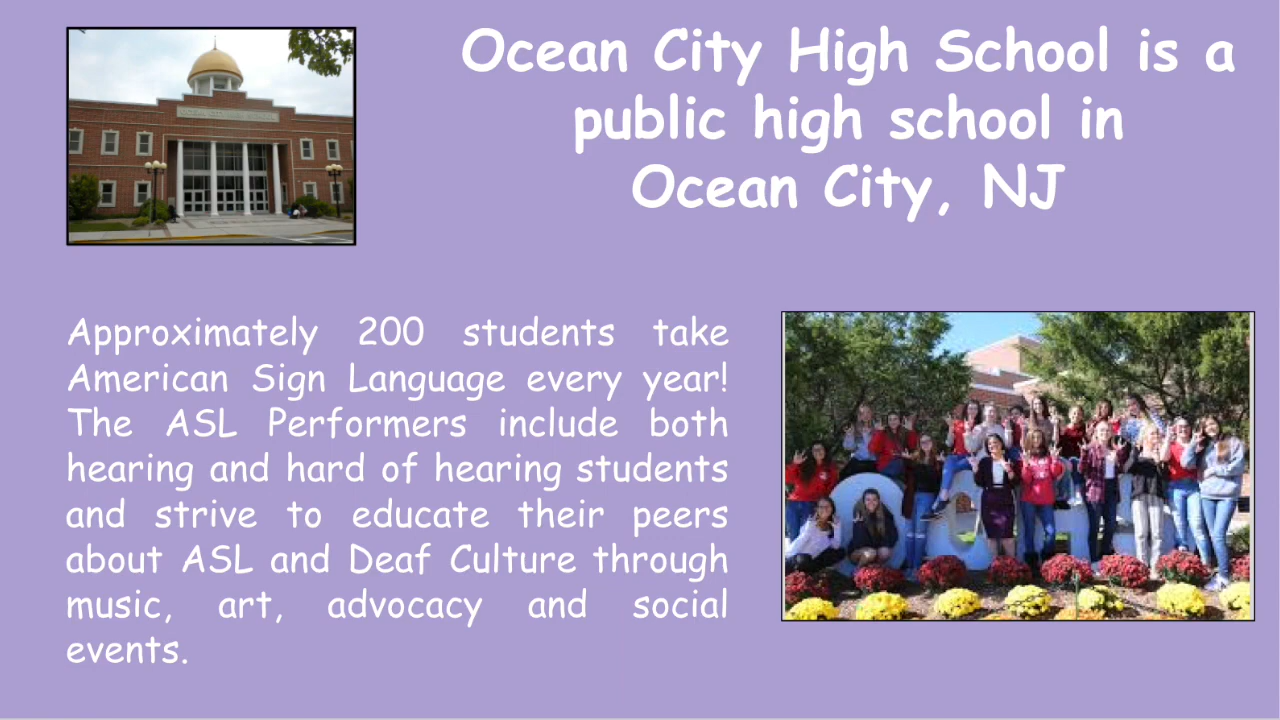 Ocean City High School is a
public high school in
Ocean City, NJ
Approximately 200 students take
American Sign Language every year!
The ASL Performers include both
hearing and hard of hearing students
and strive to educate their peers
about ASL and Deaf Culture through
music, art, advocacy and social
events.